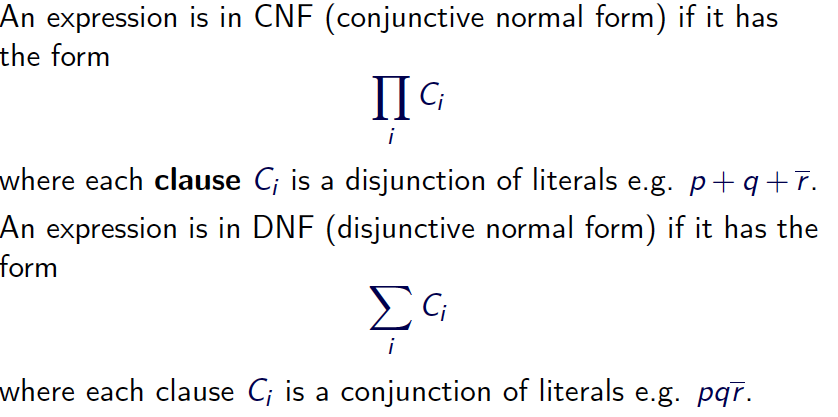 An expression is in CNF (conjunctive normal form) if it has
the form
∏ Cᵢ
i
where each clause Cᵢ is a disjunction of literals e.g. p + q + r̅.
An expression is in DNF (disjunctive normal form) if it has the
form
∑ Cᵢ
i
where each clause Cᵢ is a conjunction of literals e.g. pqr̅.